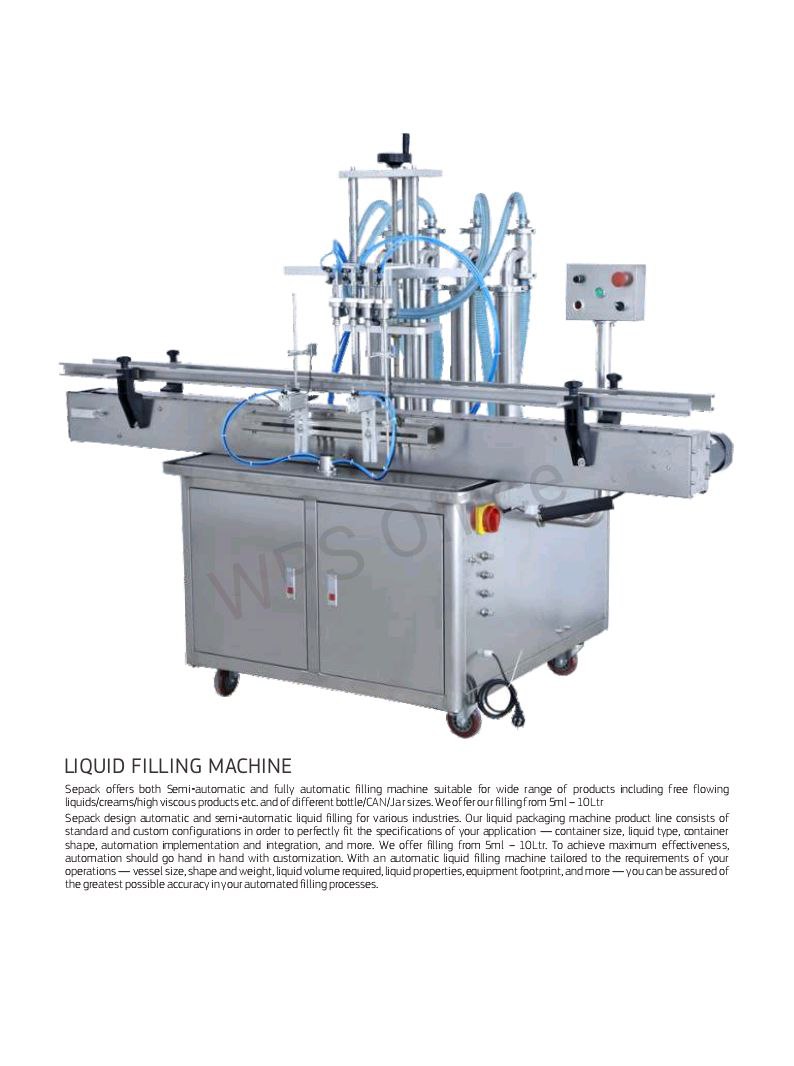 WPS Office
LIQUID FILLING MACHINE
Sepack offers both Semi-automatic and fully automatic filling machine suitable for wide range of products including free flowing
liquids/creams/high viscous products etc. and of different bottle/CAN/Jar sizes. We offer our filling from 5ml – 10Ltr
Sepack design automatic and semi-automatic liquid filling for various industries. Our liquid packaging machine product line consists of
standard and custom configurations in order to perfectly fit the specifications of your application — container size, liquid type, container
shape, automation implementation and integration, and more. We offer filling from 5ml – 10Ltr. To achieve maximum effectiveness,
automation should go hand in hand with customization. With an automatic liquid filling machine tailored to the requirements of your
operations — vessel size, shape and weight, liquid volume required, liquid properties, equipment footprint, and more — you can be assured of
the greatest possible accuracy in your automated filling processes.